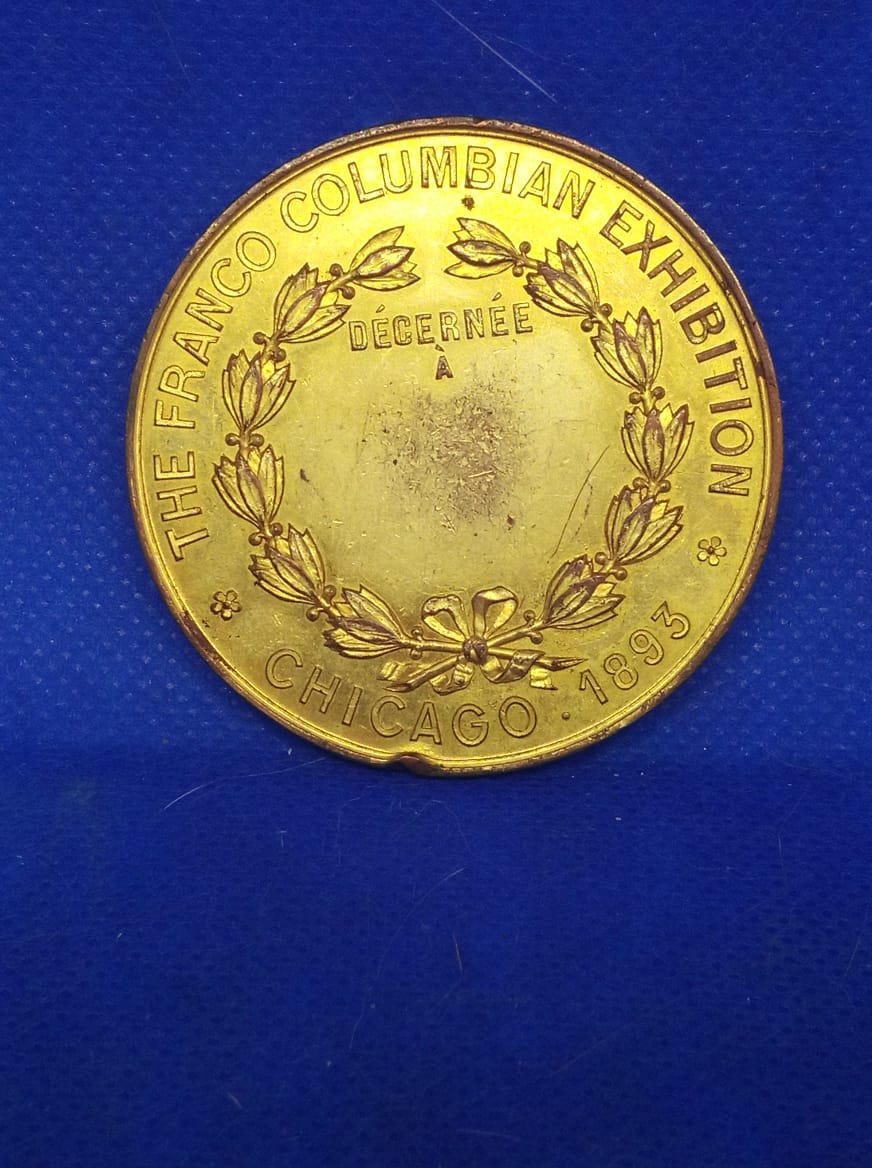 THE FRANCO COLUMBIAN EXHIBITION
DÉCERNÉE
À
CHICAGO · 1893